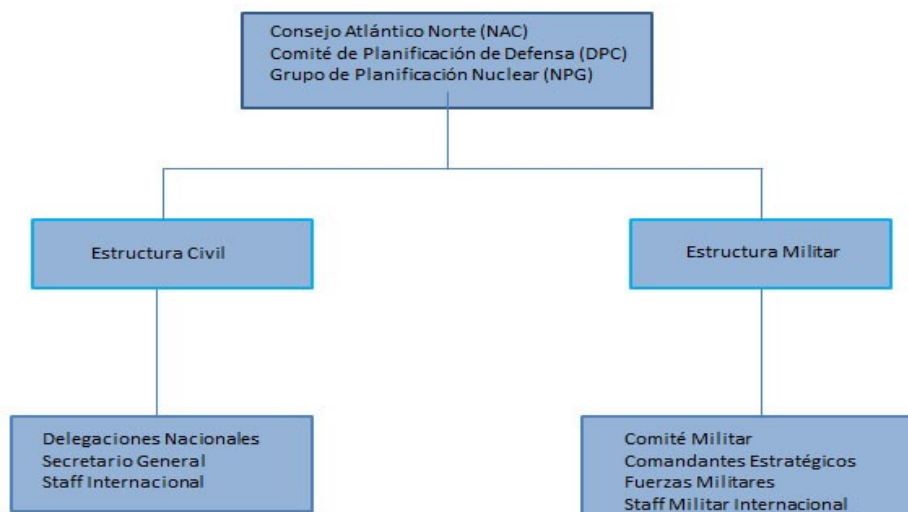 Consejo Atlántico Norte (NAC)
Comité de Planificación de Defensa (DPC)
Grupo de Planificación Nuclear (NPG)
Estructura Civil
Estructura Militar
Delegaciones Nacionales
Secretario General
Staff Internacional
Comité Militar
Comandantes Estratégicos
Fuerzas Militares
Staff Militar Internacional